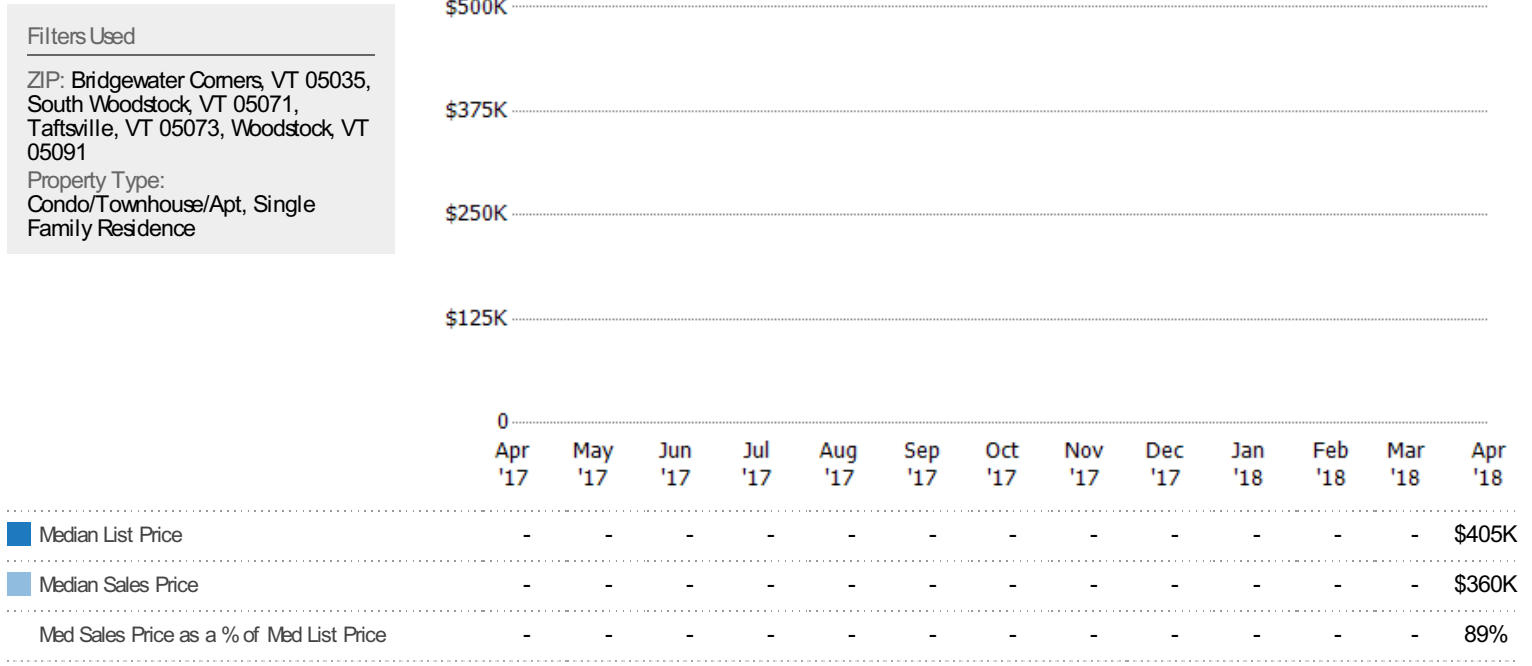 Filters Used
ZIP: Bridgewater Corners, VT 05035,
South Woodstock, VT 05071,
Taftsville, VT 05073, Woodstock, VT
05091
Property Type:
Condo/Townhouse/Apt, Single
Family Residence
$500K
$375K
$250K
$125K
0
Apr May Jun Jul Aug Sep Oct Nov Dec Jan Feb Mar Apr
'17 '17 '17 '17 '17 '17 '17 '17 '17 '18 '18 '18 '18
Median List Price - - - - - - - - - - - - $405K
Median Sales Price - - - - - - - - - - - - $360K
Med Sales Price as a % of Med List Price - - - - - - - - - - - - 89%